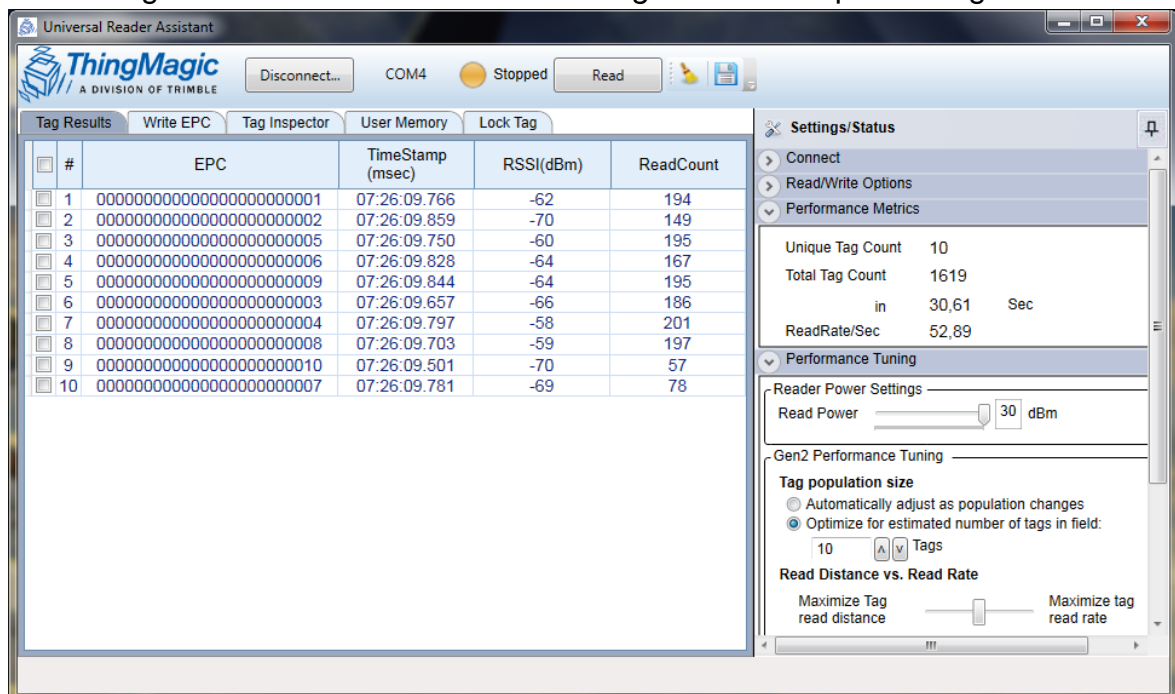 Universal Reader Assistant
ThingMagic
A DIVISION OF TRIMBLE
Disconnect... COM4 Stopped Read
Tag Results Write EPC Tag Inspector User Memory Lock Tag
# EPC TimeStamp (msec) RSSI(dBm) ReadCount
1 000000000000000000000001 07:26:09.766 -62 194
2 000000000000000000000002 07:26:09.859 -70 149
3 000000000000000000000005 07:26:09.750 -60 195
4 000000000000000000000006 07:26:09.828 -64 167
5 000000000000000000000009 07:26:09.844 -64 195
6 000000000000000000000003 07:26:09.657 -66 186
7 000000000000000000000004 07:26:09.797 -58 201
8 000000000000000000000008 07:26:09.703 -59 197
9 000000000000000000000010 07:26:09.501 -70 57
10 000000000000000000000007 07:26:09.781 -69 78
Settings/Status
Connect
Read/Write Options
Performance Metrics
Unique Tag Count 10
Total Tag Count 1619
in 30,61 Sec
ReadRate/Sec 52,89
Performance Tuning
Reader Power Settings
Read Power 30 dBm
Gen2 Performance Tuning
Tag population size
Automatically adjust as population changes
Optimize for estimated number of tags in field:
10 Tags
Read Distance vs. Read Rate
Maximize Tag Maximize tag
read distance read rate